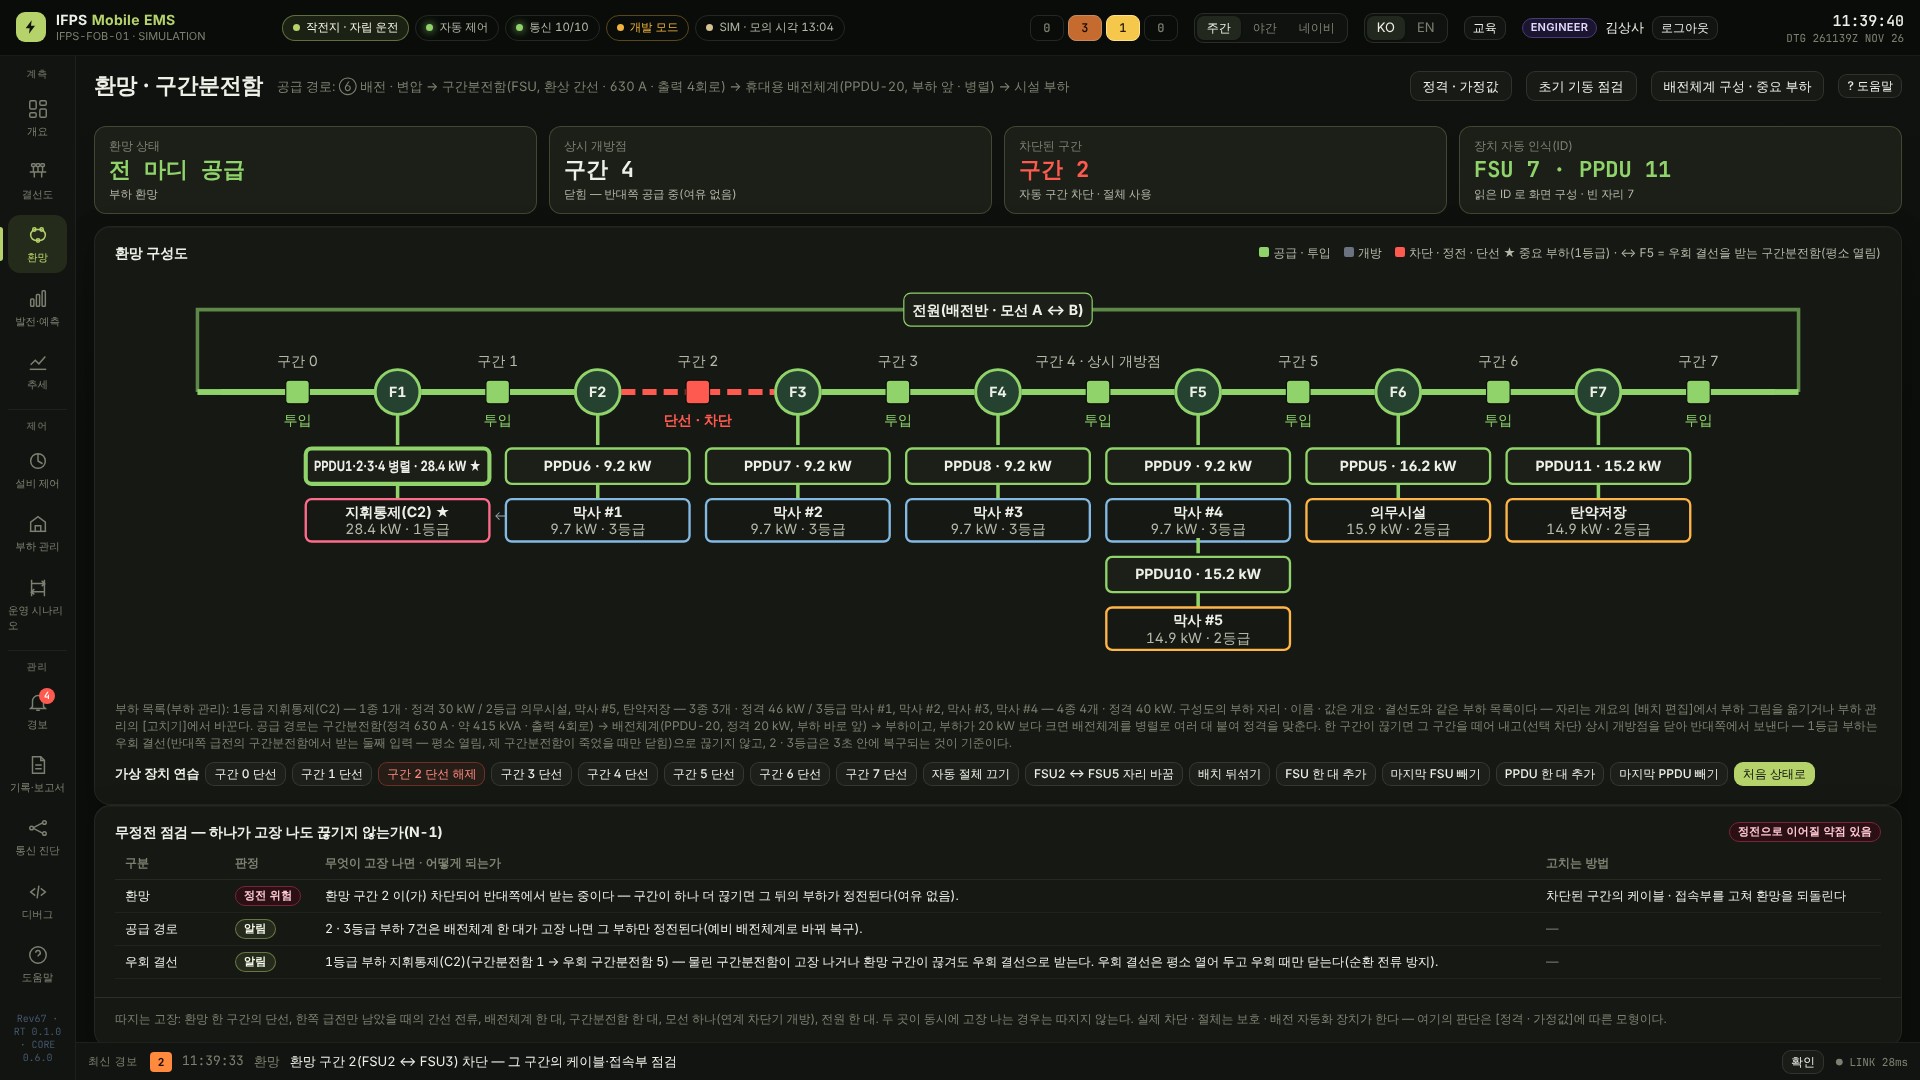 IFPS Mobile EMS
IFPS-FOB-01 · SIMULATION
작전지 · 자립 운전
자동 제어
통신 10/10
개발 모드
SIM · 모의 시각 13:04
0
3
1
0
주간
야간
네이비
KO
EN
교육
ENGINEER
김상사
로그아웃
11:39:40
DTG 261139Z NOV 26
계측
개요
결선도
환망
발전·예측
추세
제어
설비 제어
부하 관리
운영 시나리
오
관리
4
경보
기록·보고서
통신 진단
디버그
도움말
Rev67 ·
RT 0.1.0
· CORE
0.6.0
환망 · 구간분전함
공급 경로: ⑥ 배전 · 변압 → 구간분전함(FSU, 환상 간선 · 630 A · 출력 4회로) → 휴대용 배전체계(PPDU-20, 부하 앞 · 병렬) → 시설 부하
정격 · 가정값
초기 기동 점검
배전체계 구성 · 중요 부하
? 도움말
환망 상태
전 마디 공급
부하 환망
상시 개방점
구간 4
닫힘 — 반대쪽 공급 중(여유 없음)
차단된 구간
구간 2
자동 구간 차단 · 절체 사용
장치 자동 인식(ID)
FSU 7 · PPDU 11
읽은 ID 로 화면 구성 · 빈 자리 7
환망 구성도
공급 · 투입
개방
차단 · 정전 · 단선 ★ 중요 부하(1등급) · ↔ F5 = 우회 결선을 받는 구간분전함(평소 열림)
전원(배전반 · 모선 A ↔ B)
구간 0
구간 1
구간 2
구간 3
구간 4 · 상시 개방점
구간 5
구간 6
구간 7
F1
F2
F3
F4
F5
F6
F7
투입
투입
단선 · 차단
투입
투입
투입
투입
투입
PPDU1·2·3·4 병렬 · 28.4 kW ★
PPDU6 · 9.2 kW
PPDU7 · 9.2 kW
PPDU8 · 9.2 kW
PPDU9 · 9.2 kW
PPDU5 · 16.2 kW
PPDU11 · 15.2 kW
지휘통제(C2) ★
28.4 kW · 1등급
←
막사 #1
9.7 kW · 3등급
막사 #2
9.7 kW · 3등급
막사 #3
9.7 kW · 3등급
막사 #4
9.7 kW · 3등급
의무시설
15.9 kW · 2등급
탄약저장
14.9 kW · 2등급
PPDU10 · 15.2 kW
막사 #5
14.9 kW · 2등급
부하 목록(부하 관리): 1등급 지휘통제(C2) — 1종 1개 · 정격 30 kW / 2등급 의무시설, 막사 #5, 탄약저장 — 3종 3개 · 정격 46 kW / 3등급 막사 #1, 막사 #2, 막사 #3, 막사 #4 — 4종 4개 · 정격 40 kW. 구성도의 부하 자리 · 이름 · 값은 개요 · 결선도와 같은 부하 목록이다 — 자리는 개요의 [배치 편집]에서 부하 그림을 옮기거나 부하 관
리의 [고치기]에서 바꾼다. 공급 경로는 구간분전함(정격 630 A · 약 415 kVA · 출력 4회로) → 배전체계(PPDU-20, 정격 20 kW, 부하 바로 앞) → 부하이고, 부하가 20 kW 보다 크면 배전체계를 병렬로 여러 대 붙여 정격을 맞춘다. 한 구간이 끊기면 그 구간을 떼어 내고(선택 차단) 상시 개방점을 닫아 반대쪽에서 보낸다 — 1등급 부하는
우회 결선(반대쪽 급전의 구간분전함에서 받는 둘째 입력 — 평소 열림, 제 구간분전함이 죽었을 때만 닫힘)으로 끊기지 않고, 2 · 3등급은 3초 안에 복구되는 것이 기준이다.
가상 장치 연습
구간 0 단선
구간 1 단선
구간 2 단선 해제
구간 3 단선
구간 4 단선
구간 5 단선
구간 6 단선
구간 7 단선
자동 절체 끄기
FSU2 ↔ FSU5 자리 바꿈
배치 뒤섞기
FSU 한 대 추가
마지막 FSU 빼기
PPDU 한 대 추가
마지막 PPDU 빼기
처음 상태로
무정전 점검 — 하나가 고장 나도 끊기지 않는가(N-1)
정전으로 이어질 약점 있음
구분
판정
무엇이 고장 나면 · 어떻게 되는가
고치는 방법
환망
정전 위험
환망 구간 2 이(가) 차단되어 반대쪽에서 받는 중이다 — 구간이 하나 더 끊기면 그 뒤의 부하가 정전된다(여유 없음).
차단된 구간의 케이블 · 접속부를 고쳐 환망을 되돌린다
공급 경로
알림
2 · 3등급 부하 7건은 배전체계 한 대가 고장 나면 그 부하만 정전된다(예비 배전체계로 바꿔 복구).
—
우회 결선
알림
1등급 부하 지휘통제(C2)(구간분전함 1 → 우회 구간분전함 5) — 물린 구간분전함이 고장 나거나 환망 구간이 끊겨도 우회 결선으로 받는다. 우회 결선은 평소 열어 두고 우회 때만 닫는다(순환 전류 방지).
—
따지는 고장: 환망 한 구간의 단선, 한쪽 급전만 남았을 때의 간선 전류, 배전체계 한 대, 구간분전함 한 대, 모선 하나(연계 차단기 개방), 전원 한 대. 두 곳이 동시에 고장 나는 경우는 따지지 않는다. 실제 차단 · 절체는 보호 · 배전 자동화 장치가 한다 — 여기의 판단은 [정격 · 가정값]에 따른 모형이다.
최신 경보
2
11:39:33
환망
환망 구간 2(FSU2 ↔ FSU3) 차단 — 그 구간의 케이블·접속부 점검
확인
LINK 28ms